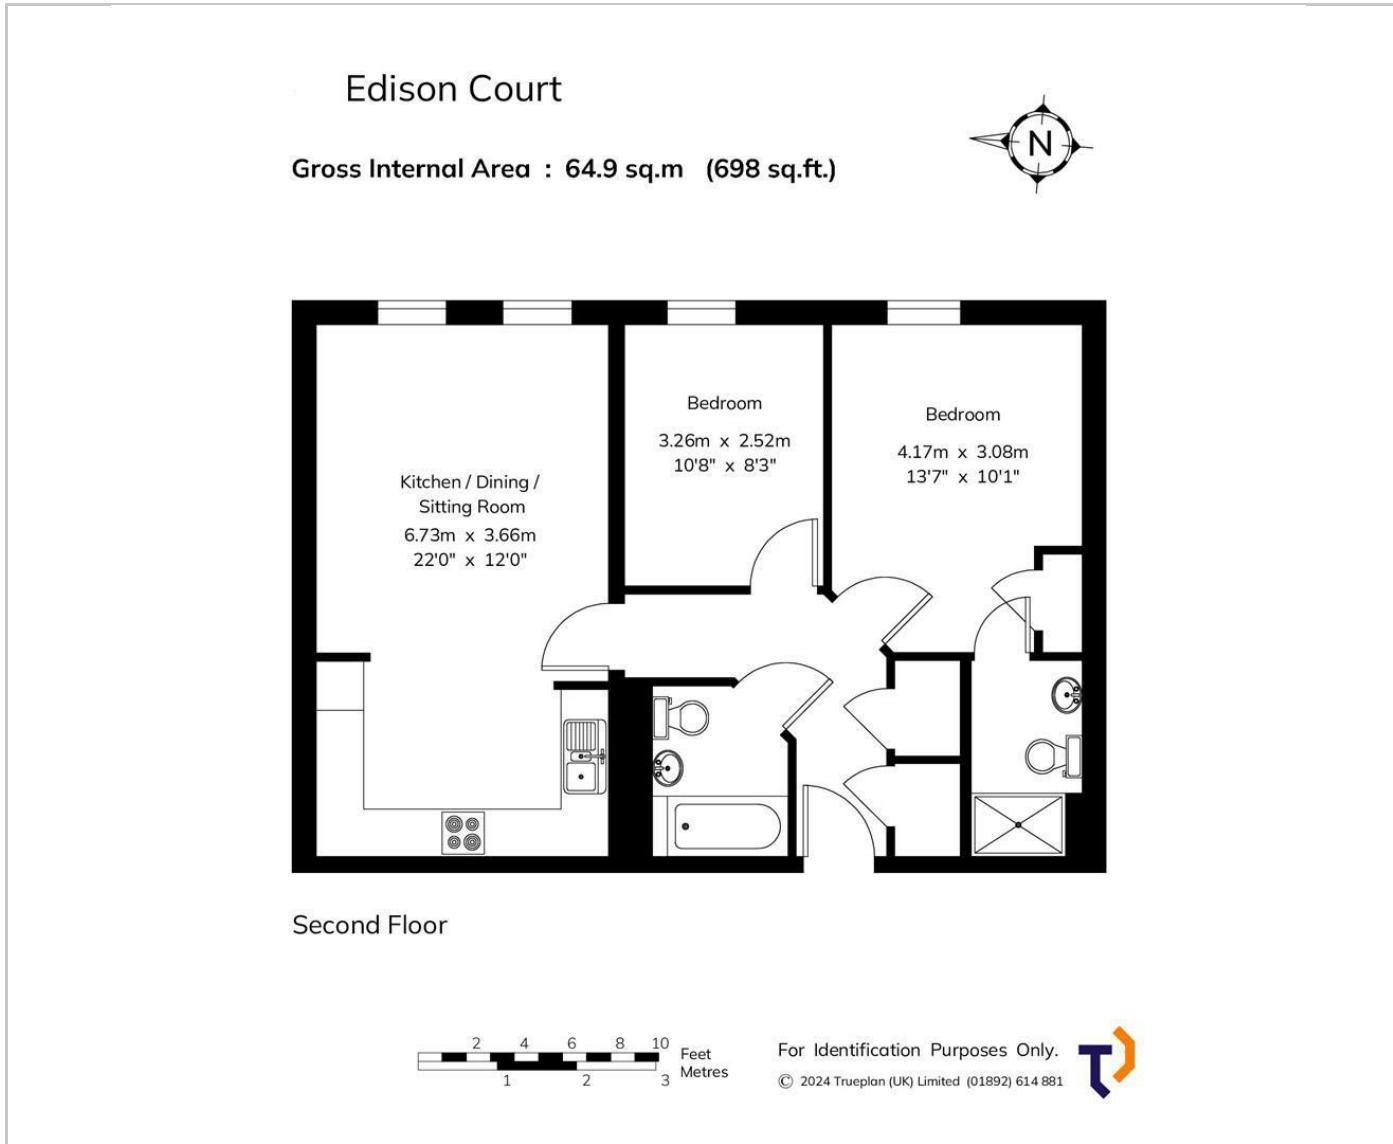 Edison Court
N
Gross Internal Area : 64.9 sq.m (698 sq.ft.)
Bedroom
3.26m x 2.52m
10'8" x 8'3"
Bedroom
4.17m x 3.08m
13'7" x 10'1"
Kitchen / Dining /
Sitting Room
6.73m x 3.66m
22'0" x 12'0"
Second Floor
2 4 6 8 10
Feet
Metres
1 2 3
For Identification Purposes Only.
© 2024 Trueplan (UK) Limited (01892) 614 881